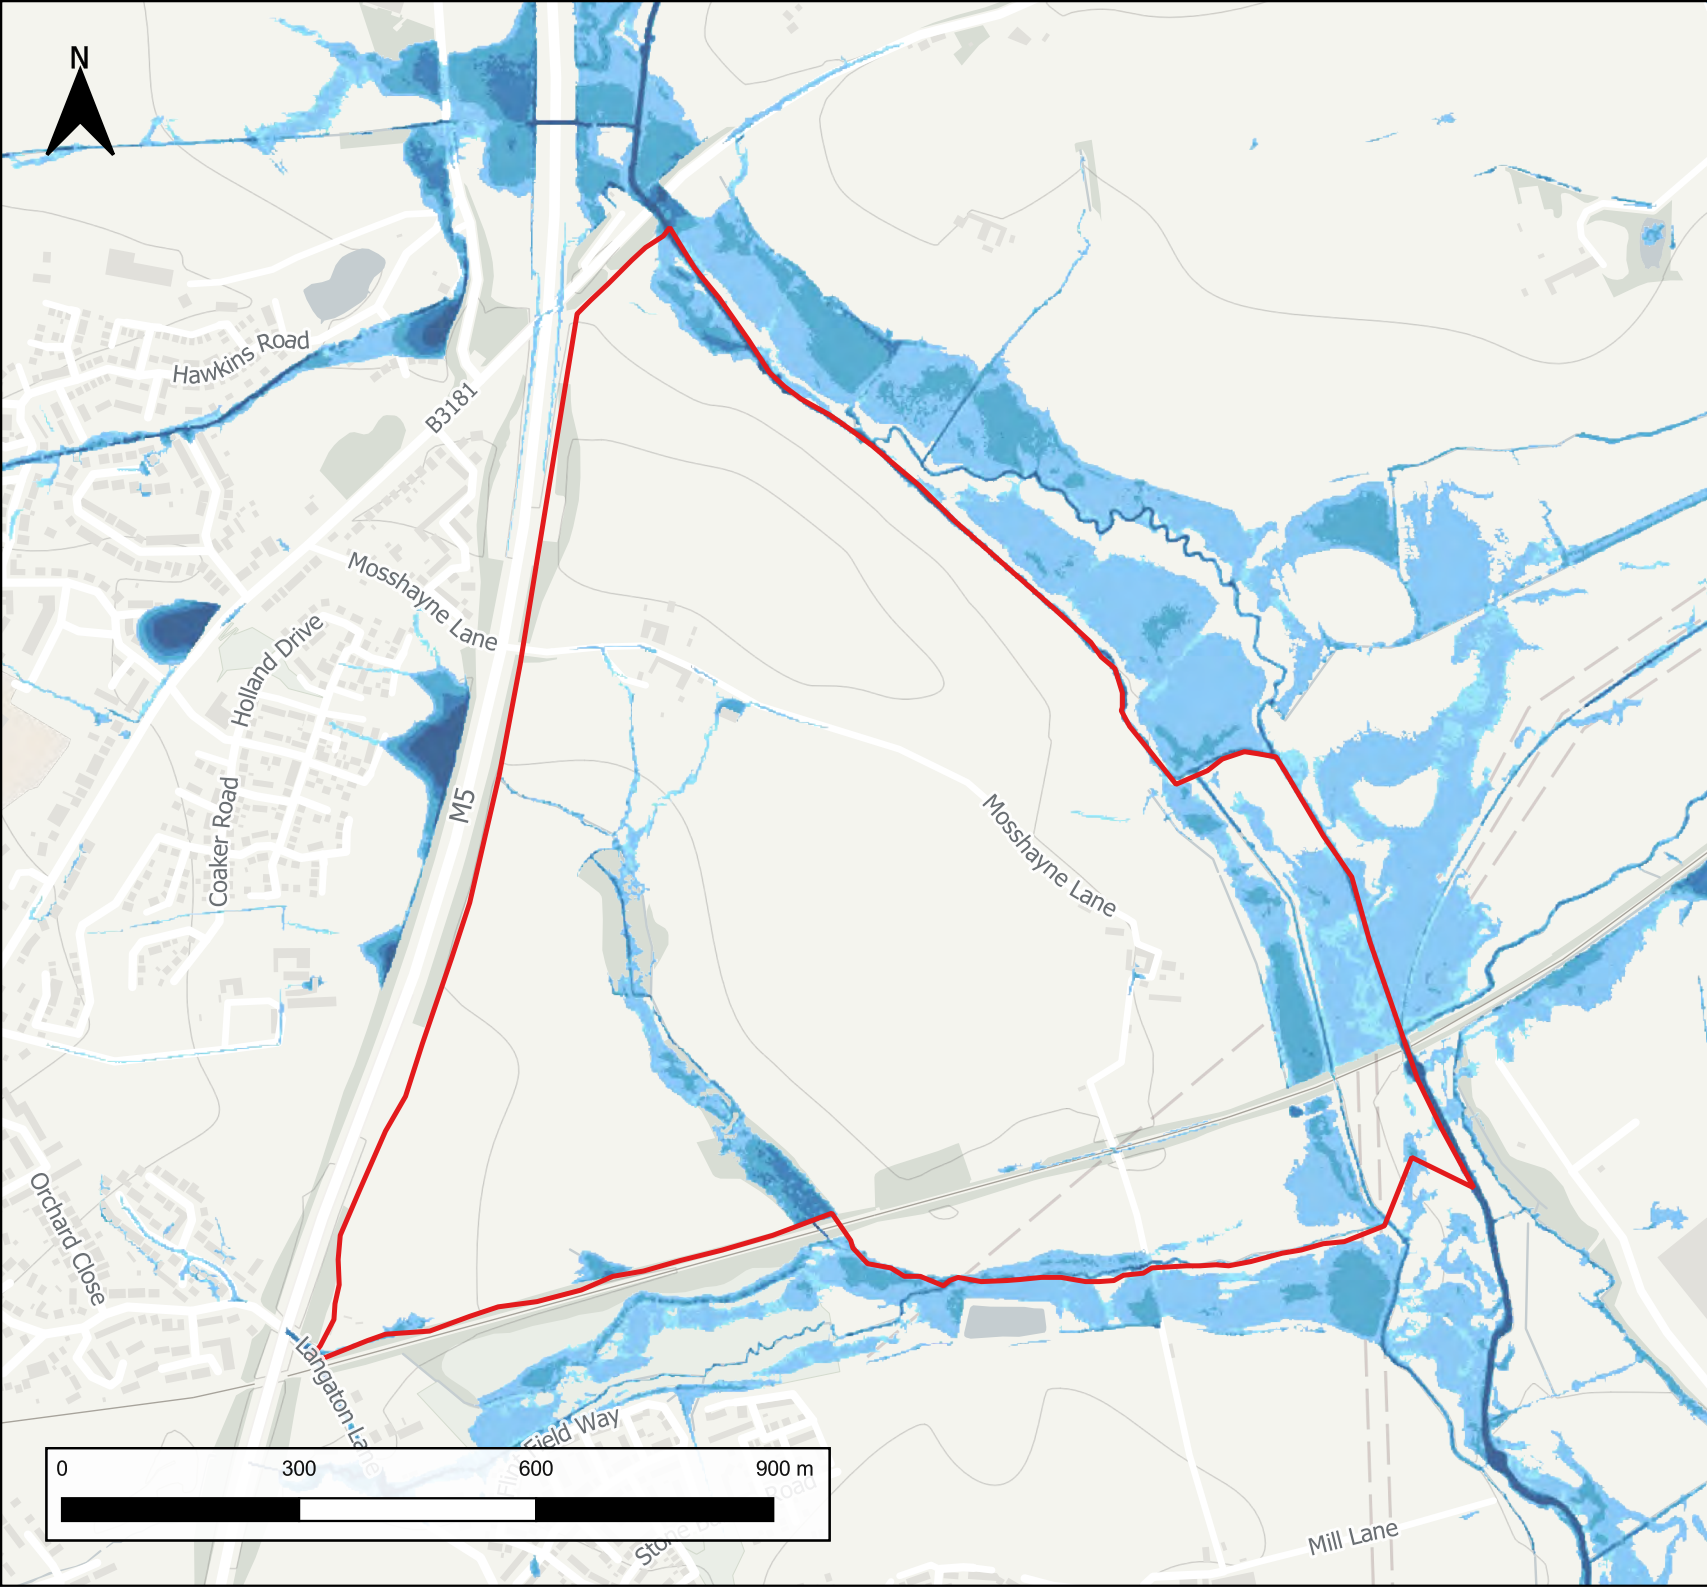 N
Hawkins Road
B3181
Mosshayne Lane
Holland Drive
M5
Coaker Road
Mosshayne Lane
Orchard Close
Langaton Lane
Field Way
Road
0 300 600 900 m
Mill Lane